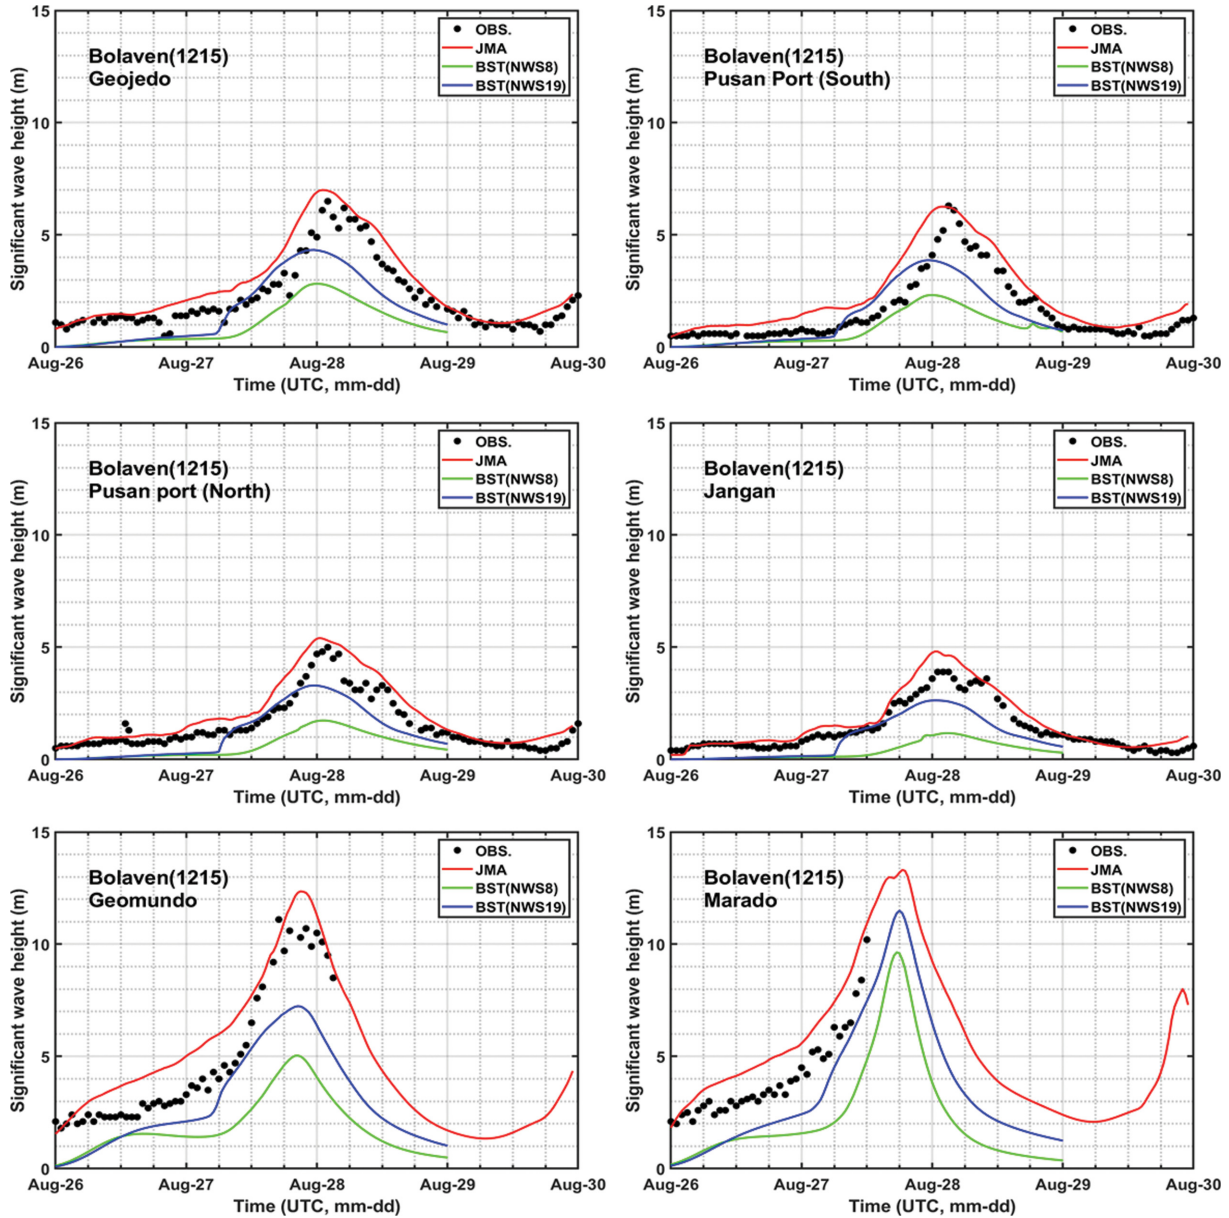 15
10
5
0
Significant wave height (m)
Bolaven(1215)
Geojedo
OBS.
JMA
BST(NWS8)
BST(NWS19)
Aug-26
Aug-27
Aug-28
Aug-29
Aug-30
Time (UTC, mm-dd)
15
10
5
0
Significant wave height (m)
Bolaven(1215)
Pusan Port (South)
OBS.
JMA
BST(NWS8)
BST(NWS19)
Aug-26
Aug-27
Aug-28
Aug-29
Aug-30
Time (UTC, mm-dd)
15
10
5
0
Significant wave height (m)
Bolaven(1215)
Pusan port (North)
OBS.
JMA
BST(NWS8)
BST(NWS19)
Aug-26
Aug-27
Aug-28
Aug-29
Aug-30
Time (UTC, mm-dd)
15
10
5
0
Significant wave height (m)
Bolaven(1215)
Jangan
OBS.
JMA
BST(NWS8)
BST(NWS19)
Aug-26
Aug-27
Aug-28
Aug-29
Aug-30
Time (UTC, mm-dd)
15
10
5
0
Significant wave height (m)
Bolaven(1215)
Geomundo
OBS.
JMA
BST(NWS8)
BST(NWS19)
Aug-26
Aug-27
Aug-28
Aug-29
Aug-30
Time (UTC, mm-dd)
15
10
5
0
Significant wave height (m)
Bolaven(1215)
Marado
OBS.
JMA
BST(NWS8)
BST(NWS19)
Aug-26
Aug-27
Aug-28
Aug-29
Aug-30
Time (UTC, mm-dd)